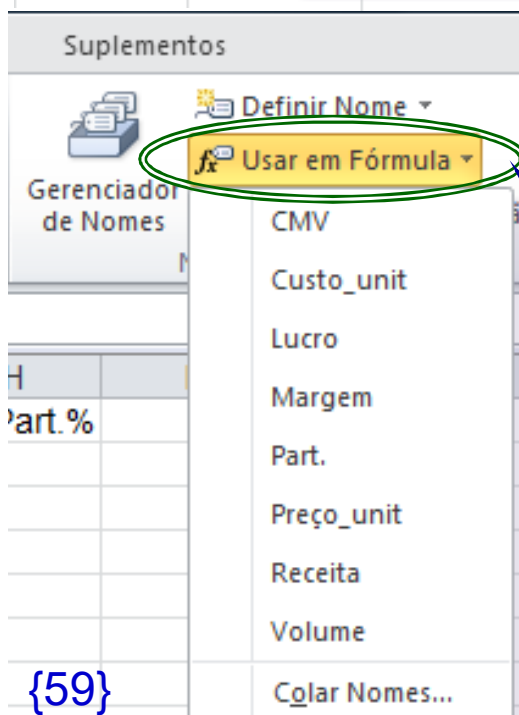 Suplementos
Definir Nome
Usar em Fórmula
Gerenciador
de Nomes
CMV
Custo_unit
Lucro
H
Margem
Part.%
Part.
Preço_unit
Receita
Volume
{59}
Colar Nomes...